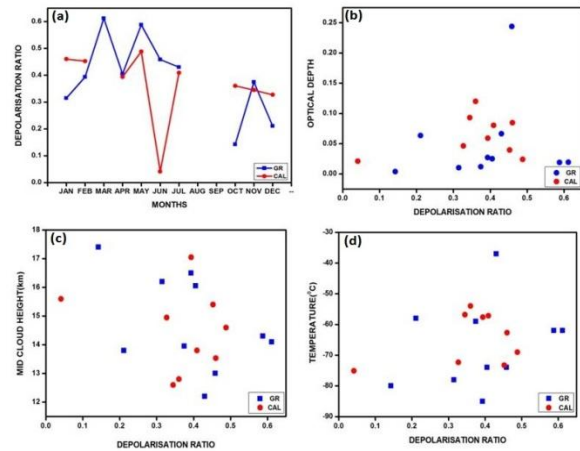 (a)
DEPOLARISATION RATIO
0.6
0.5
0.4
0.3
0.2
0.1
0.0
JAN FEB MAR APR MAY JUN JUL AUG SEP OCT NOV DEC --
MONTHS
GR
CAL
(b)
OPTICAL DEPTH
0.25
0.20
0.15
0.10
0.05
0.00
0.0 0.1 0.2 0.3 0.4 0.5 0.6
DEPOLARISATION RATIO
GR
CAL
(c)
MID CLOUD HEIGHT(km)
18
17
16
15
14
13
12
0.0 0.1 0.2 0.3 0.4 0.5 0.6
DEPOLARISATION RATIO
GR
CAL
(d)
TEMPERATURE(°C)
-30
-40
-50
-60
-70
-80
-90
0.0 0.1 0.2 0.3 0.4 0.5 0.6
DEPOLARISATION RATIO
GR
CAL